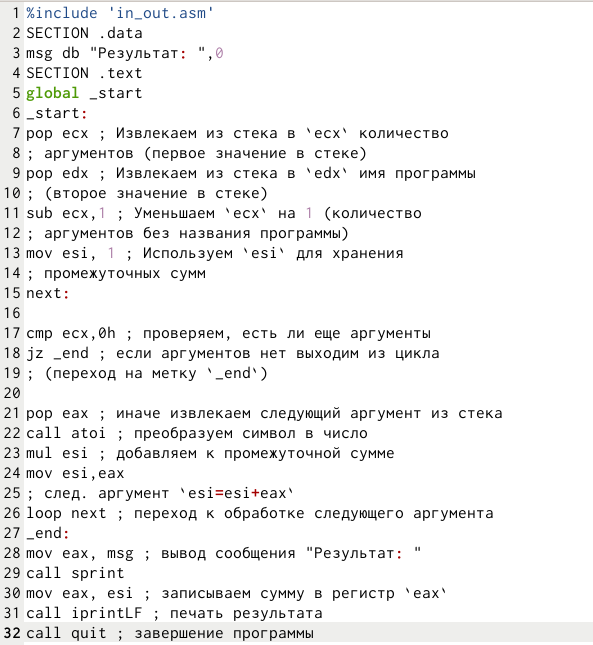 1 %include 'in_out.asm'
2 SECTION .data
3 msg db "Результат: ",0
4 SECTION .text
5 global _start
6 _start:
7 pop ecx ; Извлекаем из стека в `ecx` количество
8 ; аргументов (первое значение в стеке)
9 pop edx ; Извлекаем из стека в `edx` имя программы
10 ; (второе значение в стеке)
11 sub ecx,1 ; Уменьшаем `ecx` на 1 (количество
12 ; аргументов без названия программы)
13 mov esi, 1 ; Используем `esi` для хранения
14 ; промежуточных сумм
15 next:
16
17 cmp ecx,0h ; проверяем, есть ли еще аргументы
18 jz _end ; если аргументов нет выходим из цикла
19 ; (переход на метку `_end`)
20
21 pop eax ; иначе извлекаем следующий аргумент из стека
22 call atoi ; преобразуем символ в число
23 mul esi ; добавляем к промежуточной сумме
24 mov esi,eax
25 ; след. аргумент `esi=esi+eax`
26 loop next ; переход к обработке следующего аргумента
27 _end:
28 mov eax, msg ; вывод сообщения "Результат: "
29 call sprint
30 mov eax, esi ; записываем сумму в регистр `eax`
31 call iprintLF ; печать результата
32 call quit ; завершение программы